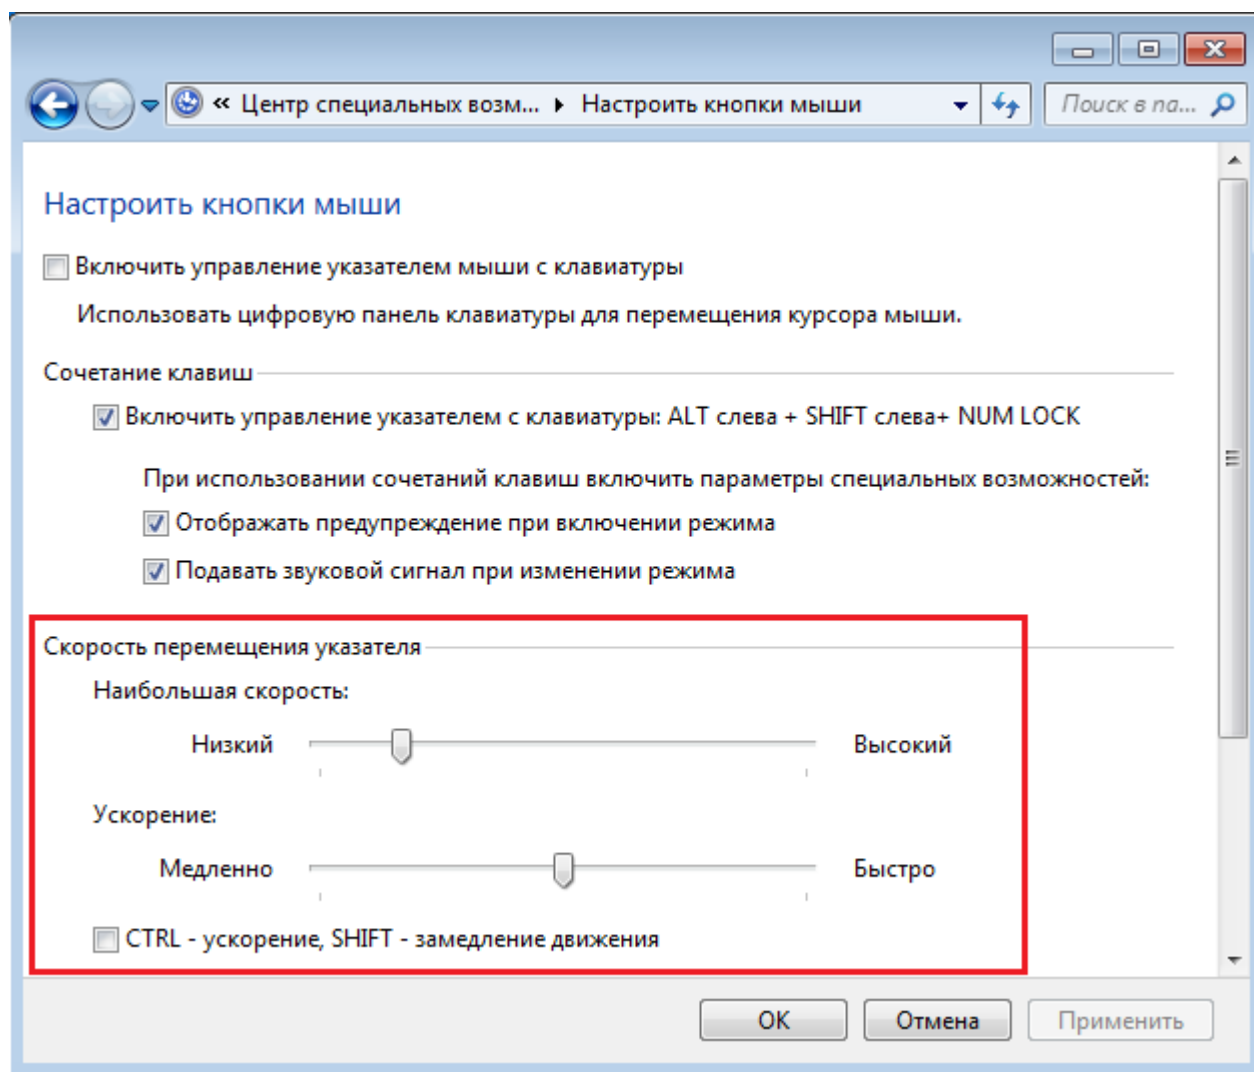 « Центр специальных возм... Настроить кнопки мыши Поиск в па...
Настроить кнопки мыши
Включить управление указателем мыши с клавиатуры
Использовать цифровую панель клавиатуры для перемещения курсора мыши.
Сочетание клавиш
Включить управление указателем с клавиатуры: ALT слева + SHIFT слева+ NUM LOCK
При использовании сочетаний клавиш включить параметры специальных возможностей:
Отображать предупреждение при включении режима
Подавать звуковой сигнал при изменении режима
Скорость перемещения указателя
Наибольшая скорость:
Низкий Высокий
Ускорение:
Медленно Быстро
CTRL - ускорение, SHIFT - замедление движения
ОК Отмена Применить